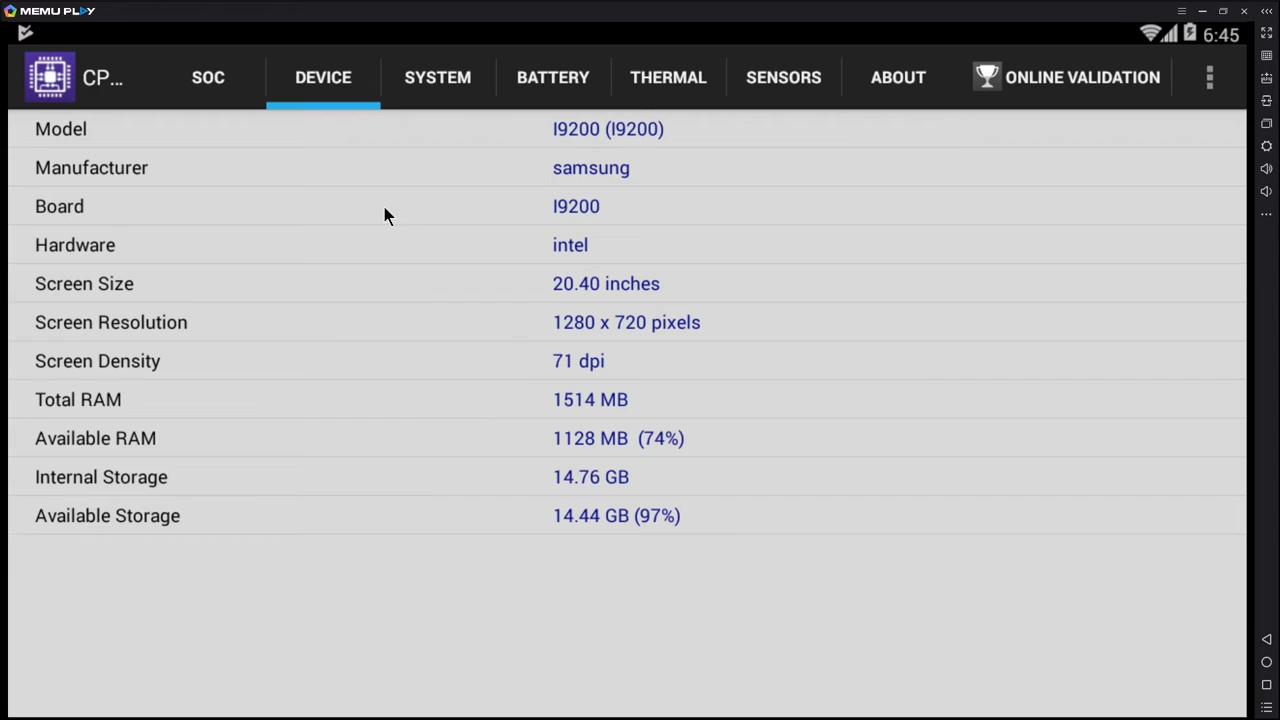 MEMU PLAY
6:45
CP... SOC DEVICE SYSTEM BATTERY THERMAL SENSORS ABOUT ONLINE VALIDATION
Model I9200 (I9200)
Manufacturer samsung
Board I9200
Hardware intel
Screen Size 20.40 inches
Screen Resolution 1280 x 720 pixels
Screen Density 71 dpi
Total RAM 1514 MB
Available RAM 1128 MB (74%)
Internal Storage 14.76 GB
Available Storage 14.44 GB (97%)